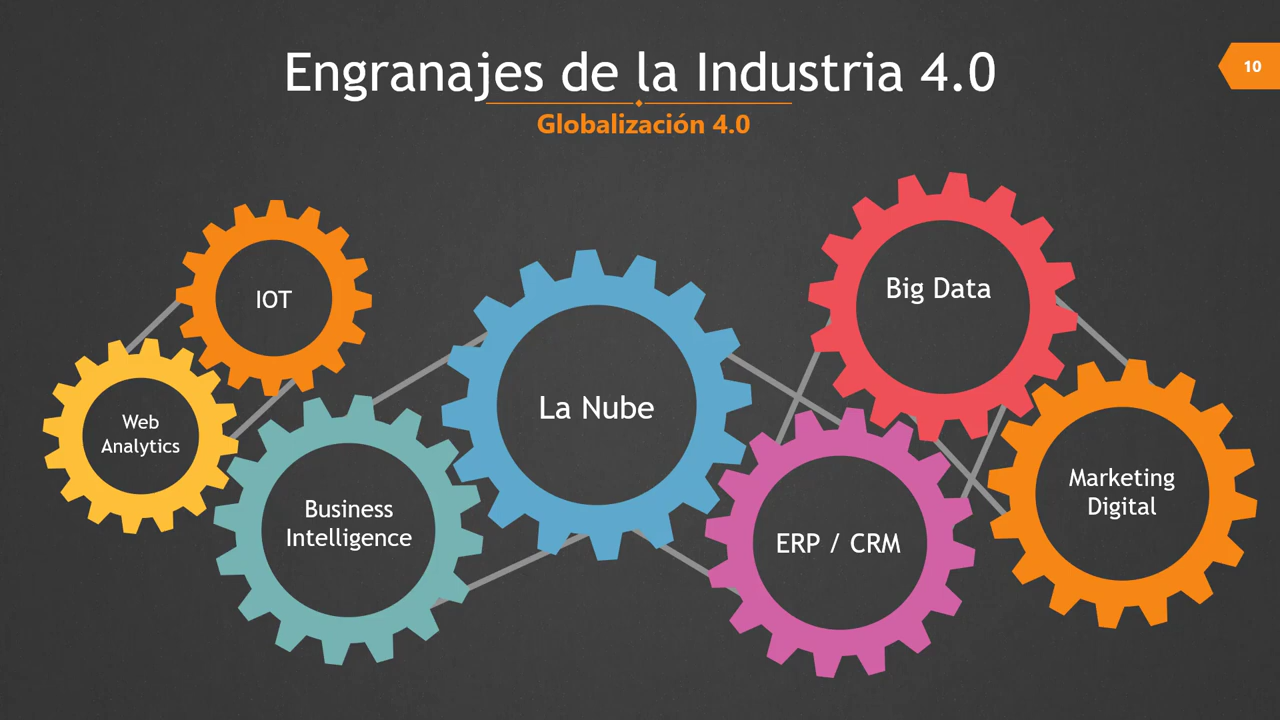 Engranajes de la Industria 4.0
10
Globalización 4.0
IOT
Big Data
La Nube
Web
Analytics
Marketing
Digital
Business
Intelligence
ERP / CRM